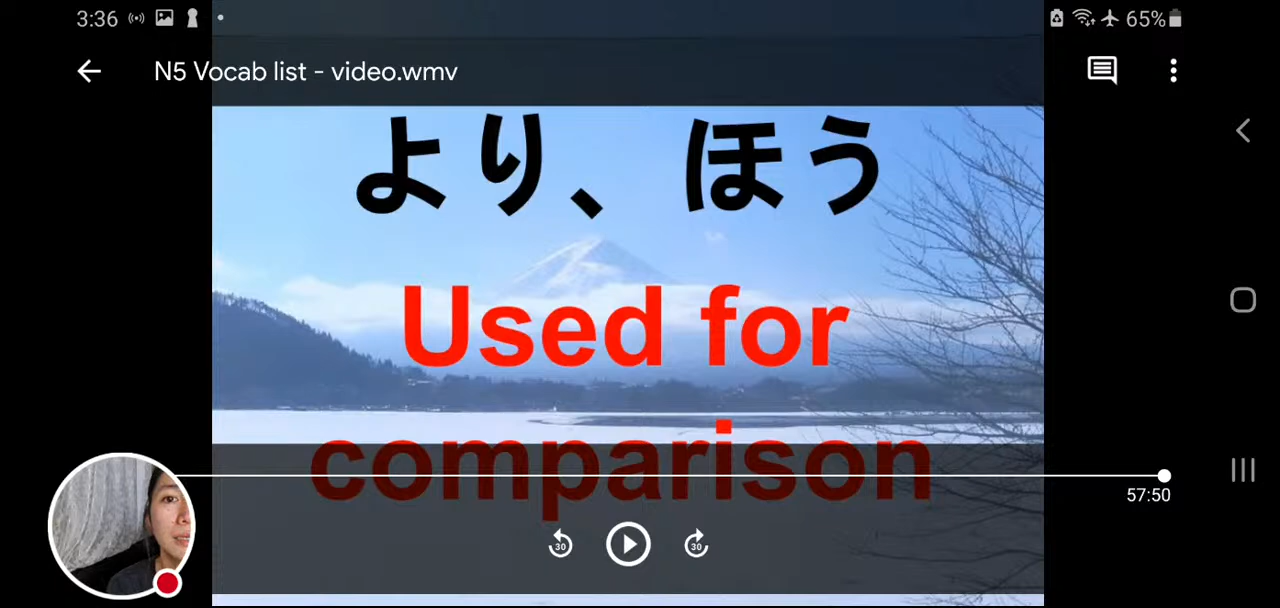 3:36
65%
N5 Vocab list - video.wmv
より、ほう
Used for
comparison
57:50
30
30